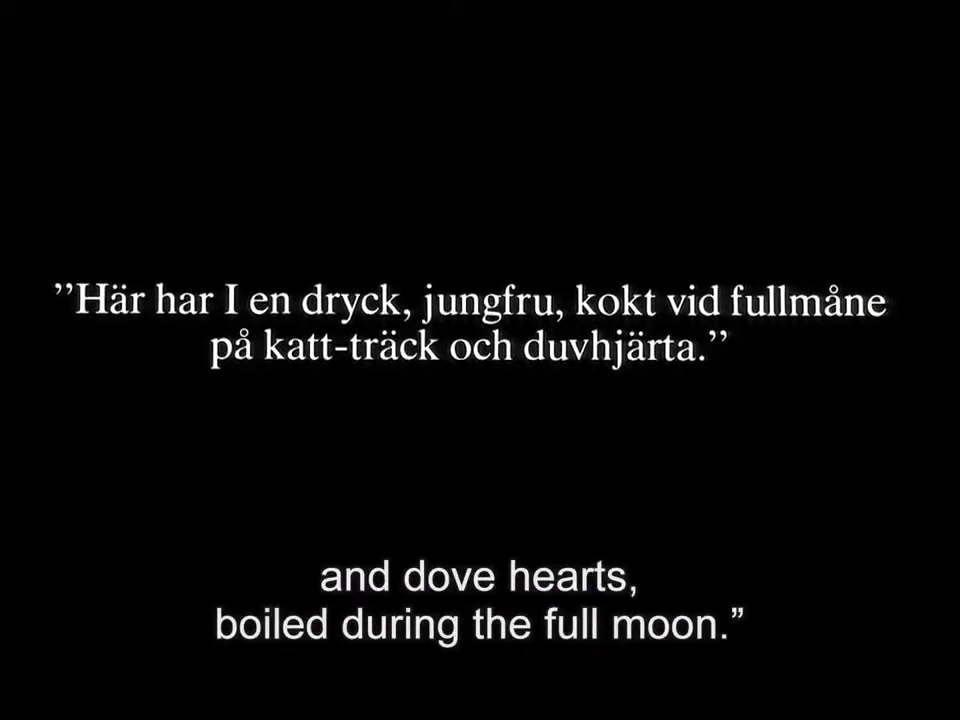 ”Här har I en dryck, jungfru, kokt vid fullmåne
på katt-träck och duvhjärta.”
and dove hearts,
boiled during the full moon.”